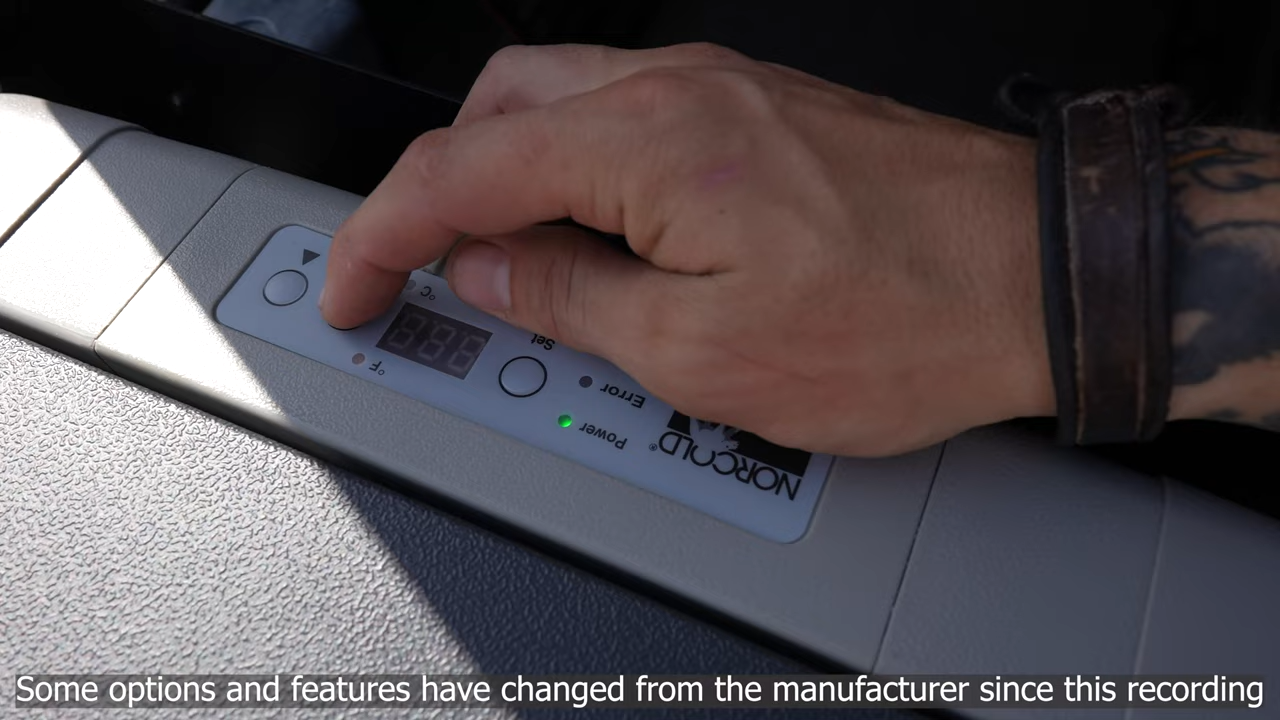 °C
°F
Set
Error
Power
NORCOLD®
Some options and features have changed from the manufacturer since this recording